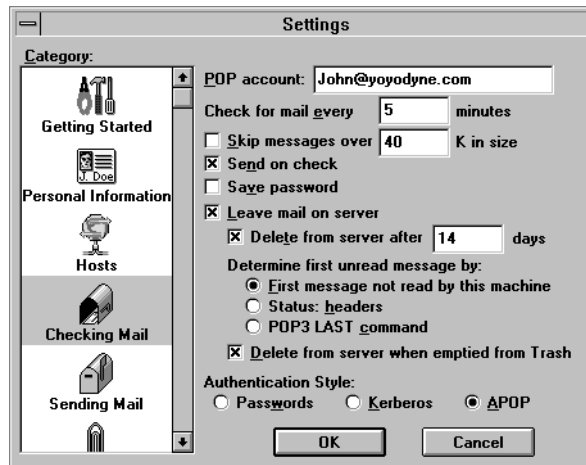 Settings
Category:
Getting Started
J. Doe
Personal Information
Hosts
Checking Mail
Sending Mail
POP account: John@yoyodyne.com
Check for mail every 5 minutes
Skip messages over 40 K in size
Send on check
Save password
Leave mail on server
Delete from server after 14 days
Determine first unread message by:
First message not read by this machine
Status: headers
POP3 LAST command
Delete from server when emptied from Trash
Authentication Style:
Passwords Kerberos APOP
OK Cancel